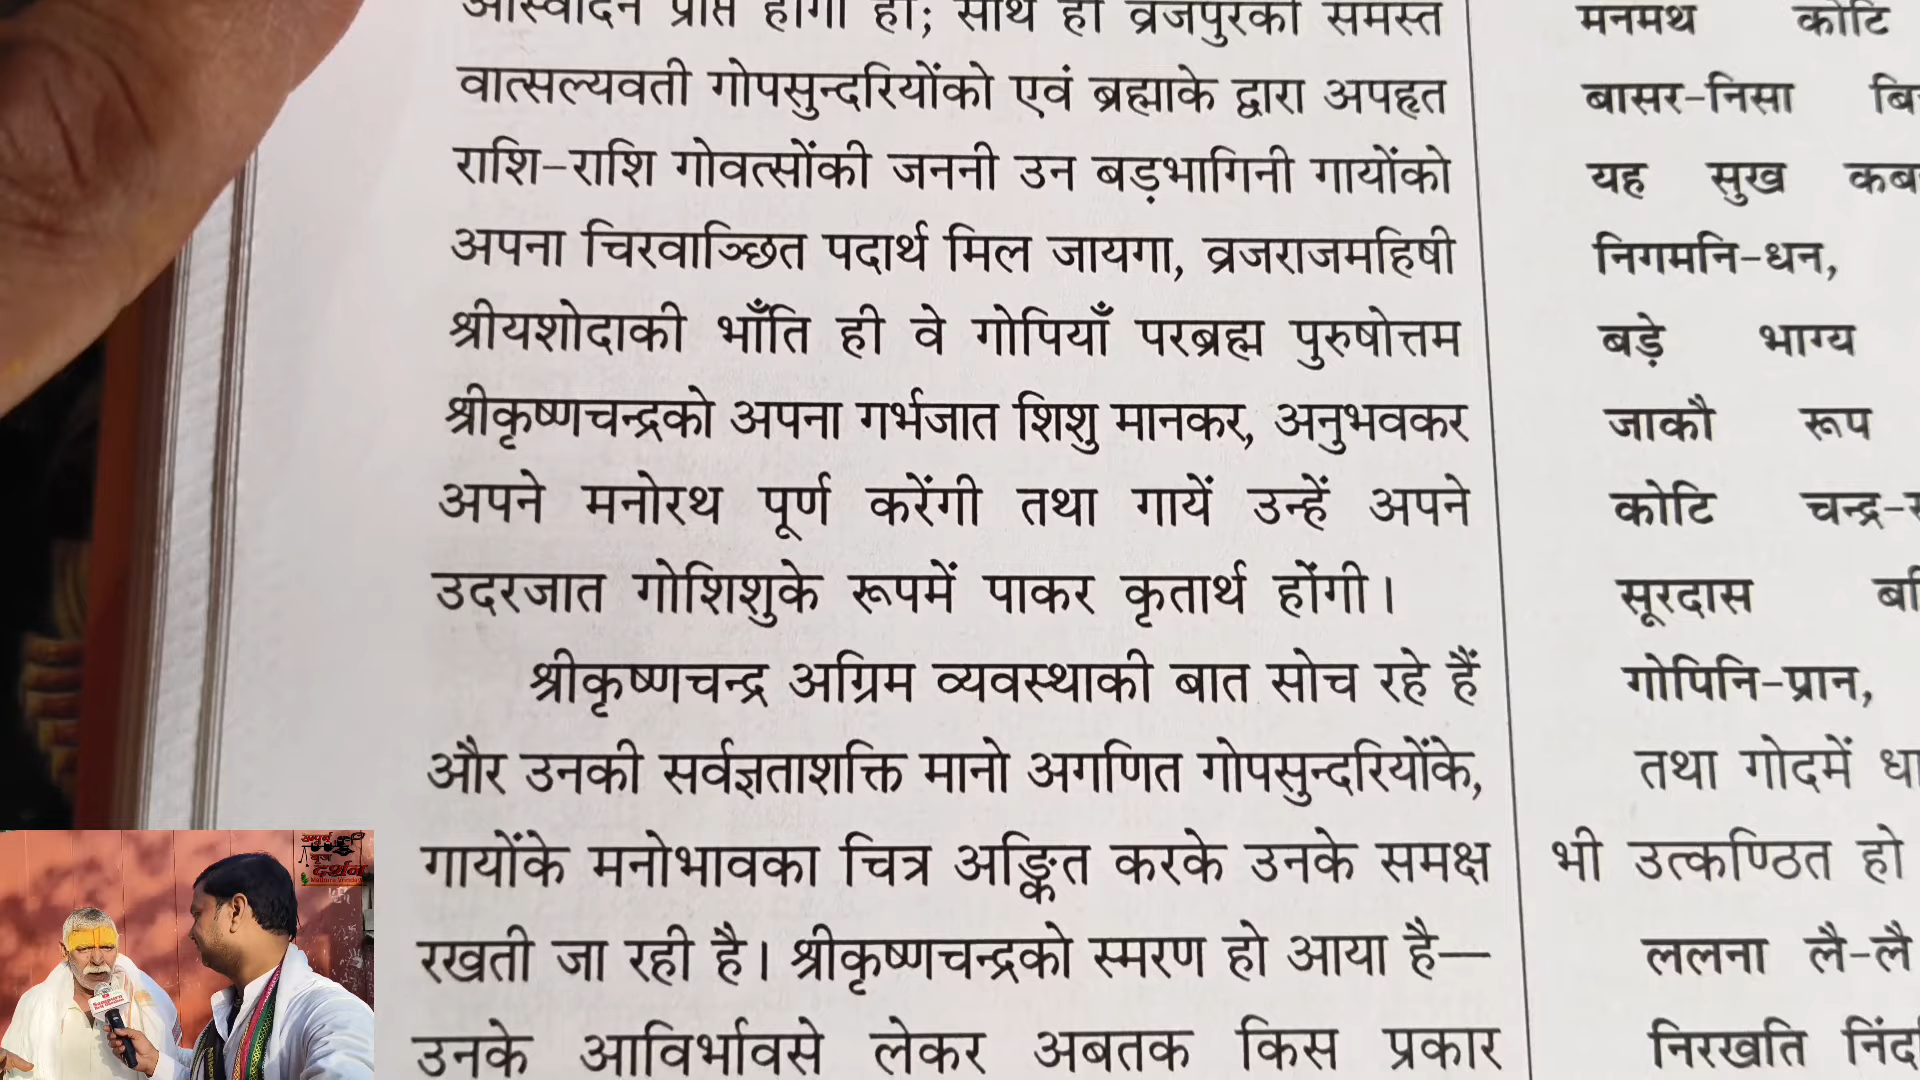 आस्वादन प्राप्त होगा ही; साथ ही व्रजपुरकी समस्त
वात्सल्यवती गोपसुन्दरियोंको एवं ब्रह्माके द्वारा अपहृत
राशि-राशि गोवत्सोंकी जननी उन बड़भागिनी गायोंको
अपना चिरवाञ्छित पदार्थ मिल जायगा, व्रजराजमहिषी
श्रीयशोदाकी भाँति ही वे गोपियाँ परब्रह्म पुरुषोत्तम
श्रीकृष्णचन्द्रको अपना गर्भजात शिशु मानकर, अनुभवकर
अपने मनोरथ पूर्ण करेंगी तथा गायें उन्हें अपने
उदरजात गोशिशुके रूपमें पाकर कृतार्थ होंगी।
श्रीकृष्णचन्द्र अग्रिम व्यवस्थाकी बात सोच रहे हैं
और उनकी सर्वज्ञताशक्ति मानो अगणित गोपसुन्दरियोंके,
गायोंके मनोभावका चित्र अङ्कित करके उनके समक्ष
रखती जा रही है। श्रीकृष्णचन्द्रको स्मरण हो आया है—
उनके आविर्भावसे लेकर अबतक किस प्रकार
मनमथ कोटि
बासर-निसा
यह सुख
निगमनि-धन,
बड़े भाग्य
जाकौ रूप
कोटि चन्द्र-
सूरदास
गोपिनि-प्रान,
तथा गोदमें
भी उत्कण्ठित हो
ललना लै-लै
निरखति
सम्पूर्ण
बृज
दर्शन